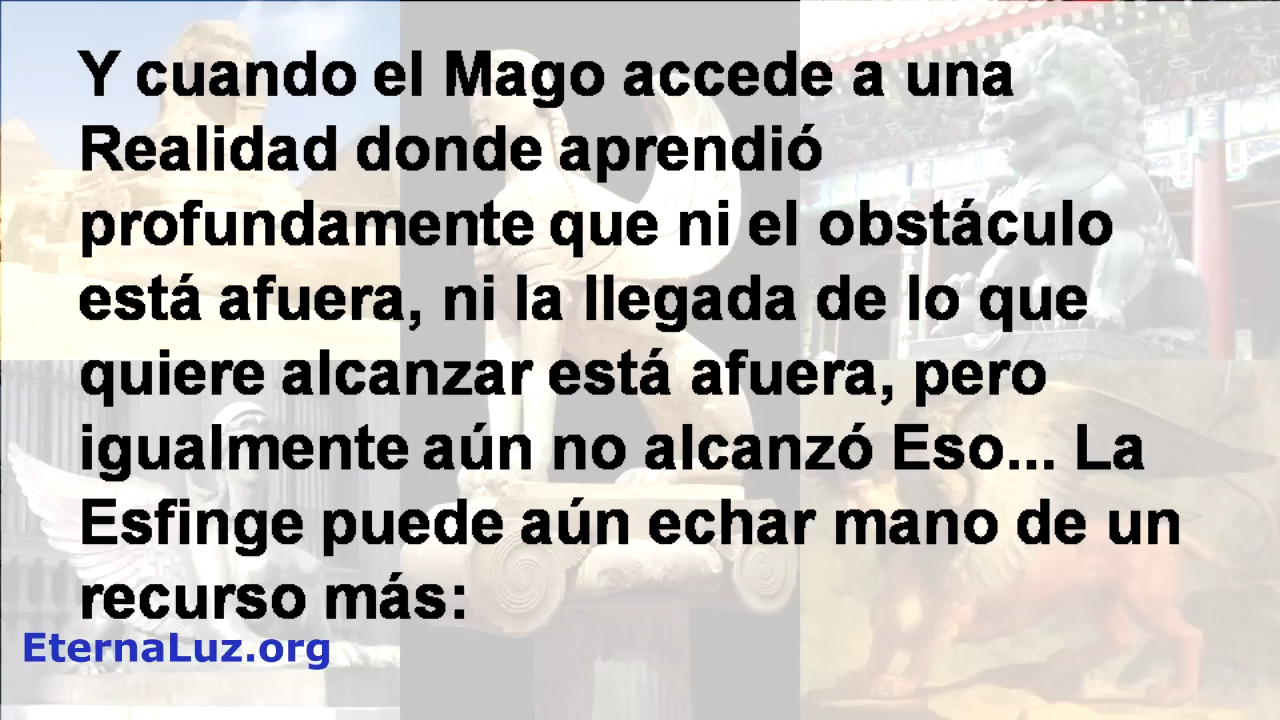 Y cuando el Mago accede a una
Realidad donde aprendió
profundamente que ni el obstáculo
está afuera, ni la llegada de lo que
quiere alcanzar está afuera, pero
igualmente aún no alcanzó Eso... La
Esfinge puede aún echar mano de un
recurso más:
EternaLuz.org